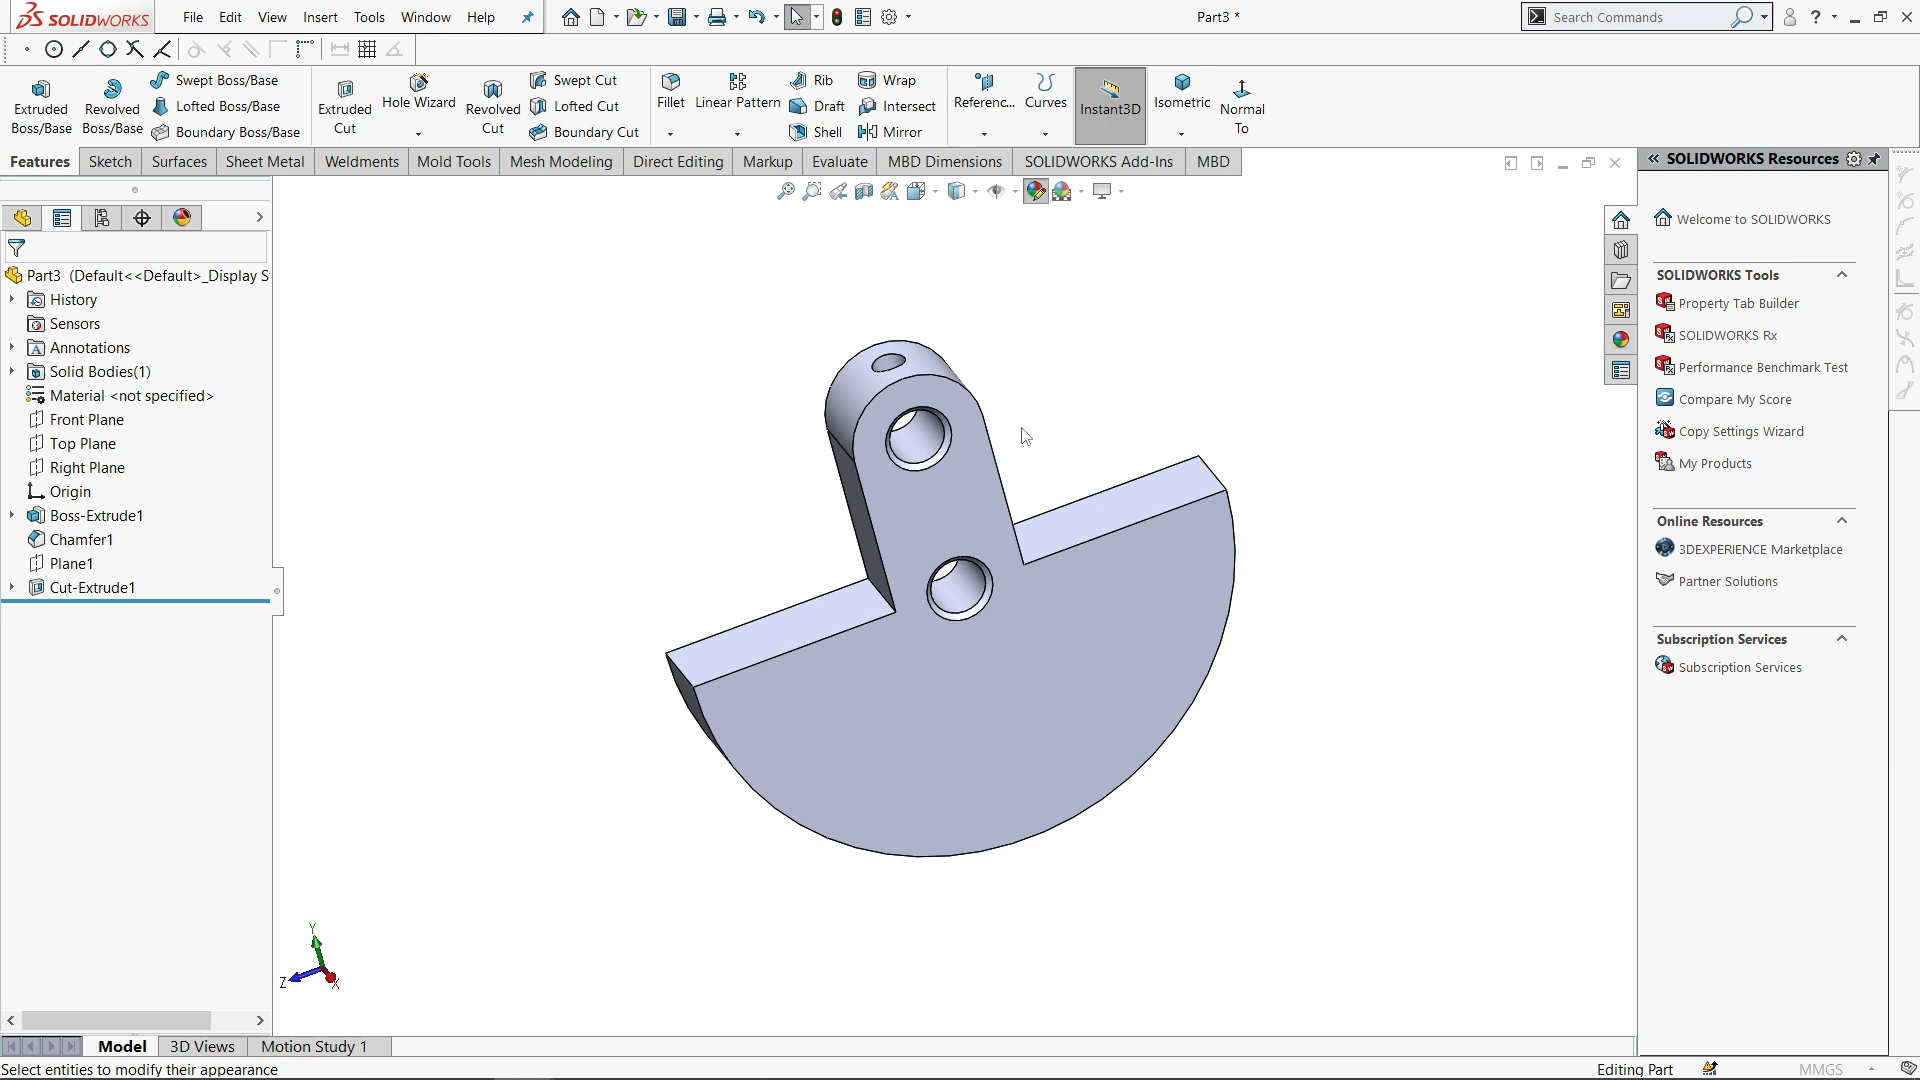 SOLIDWORKS
File Edit View Insert Tools Window Help
Part3 *
Search Commands
Extruded Boss/Base
Revolved Boss/Base
Swept Boss/Base
Lofted Boss/Base
Boundary Boss/Base
Extruded Cut
Hole Wizard
Revolved Cut
Swept Cut
Lofted Cut
Boundary Cut
Fillet
Linear Pattern
Rib
Draft
Shell
Wrap
Intersect
Mirror
Referenc...
Curves
Instant3D
Isometric
Normal To
Features Sketch Surfaces Sheet Metal Weldments Mold Tools Mesh Modeling Direct Editing Markup Evaluate MBD Dimensions SOLIDWORKS Add-Ins MBD
Part3 (Default<<Default>_Display S
History
Sensors
Annotations
Solid Bodies(1)
Material <not specified>
Front Plane
Top Plane
Right Plane
Origin
Boss-Extrude1
Chamfer1
Plane1
Cut-Extrude1
Y
Z
X
SOLIDWORKS Resources
Welcome to SOLIDWORKS
SOLIDWORKS Tools
Property Tab Builder
SOLIDWORKS Rx
Performance Benchmark Test
Compare My Score
Copy Settings Wizard
My Products
Online Resources
3DEXPERIENCE Marketplace
Partner Solutions
Subscription Services
Subscription Services
Model 3D Views Motion Study 1
Select entities to modify their appearance
Editing Part
MMGS